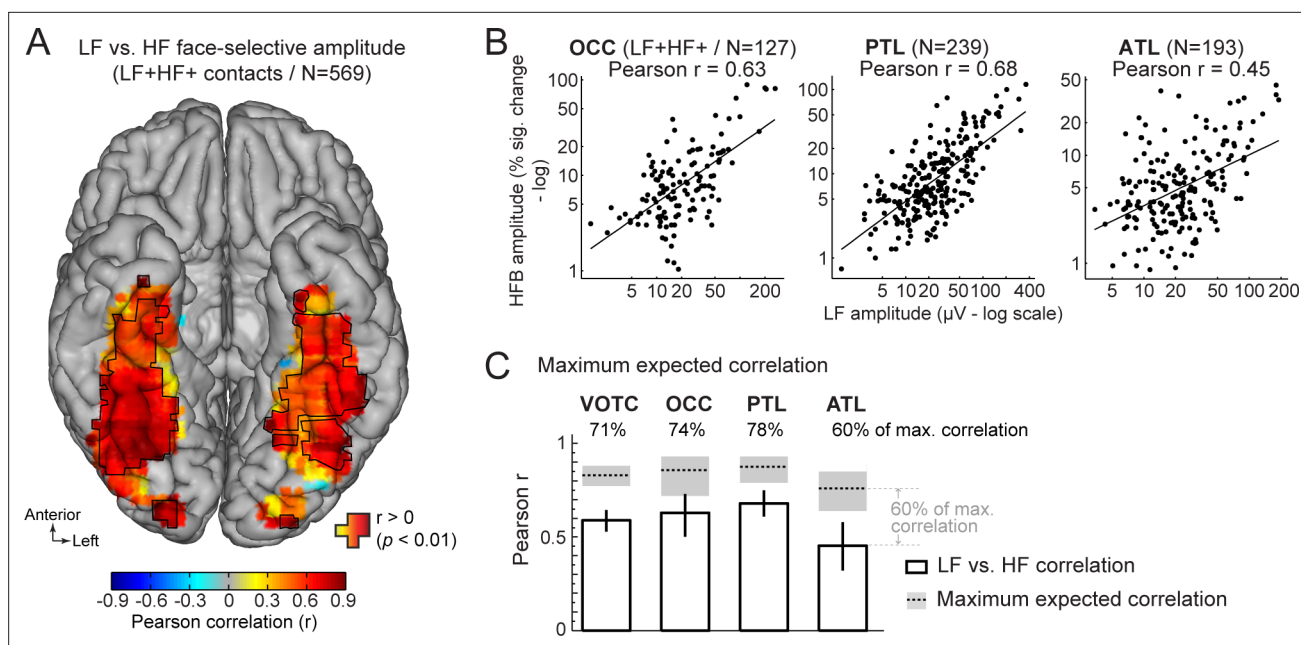 A
LF vs. HF face-selective amplitude
(LF+HF+ contacts / N=569)
Anterior
Left
r > 0
(p < 0.01)
-0.9 -0.6 -0.3 0 0.3 0.6 0.9
Pearson correlation (r)
B
OCC (LF+HF+ / N=127)
Pearson r = 0.63
HFB amplitude (% sig. change
- log)
100
50
20
10
5
1
5 10 20 50 200
PTL (N=239)
Pearson r = 0.68
200
100
50
20
10
5
1
5 10 20 50 100 400
LF amplitude (µV - log scale)
ATL (N=193)
Pearson r = 0.45
50
20
10
5
1
5 10 20 50 100 200
C
Maximum expected correlation
VOTC OCC PTL ATL
71% 74% 78% 60% of max. correlation
Pearson r
1
0.5
0
60% of max.
correlation
LF vs. HF correlation
Maximum expected correlation